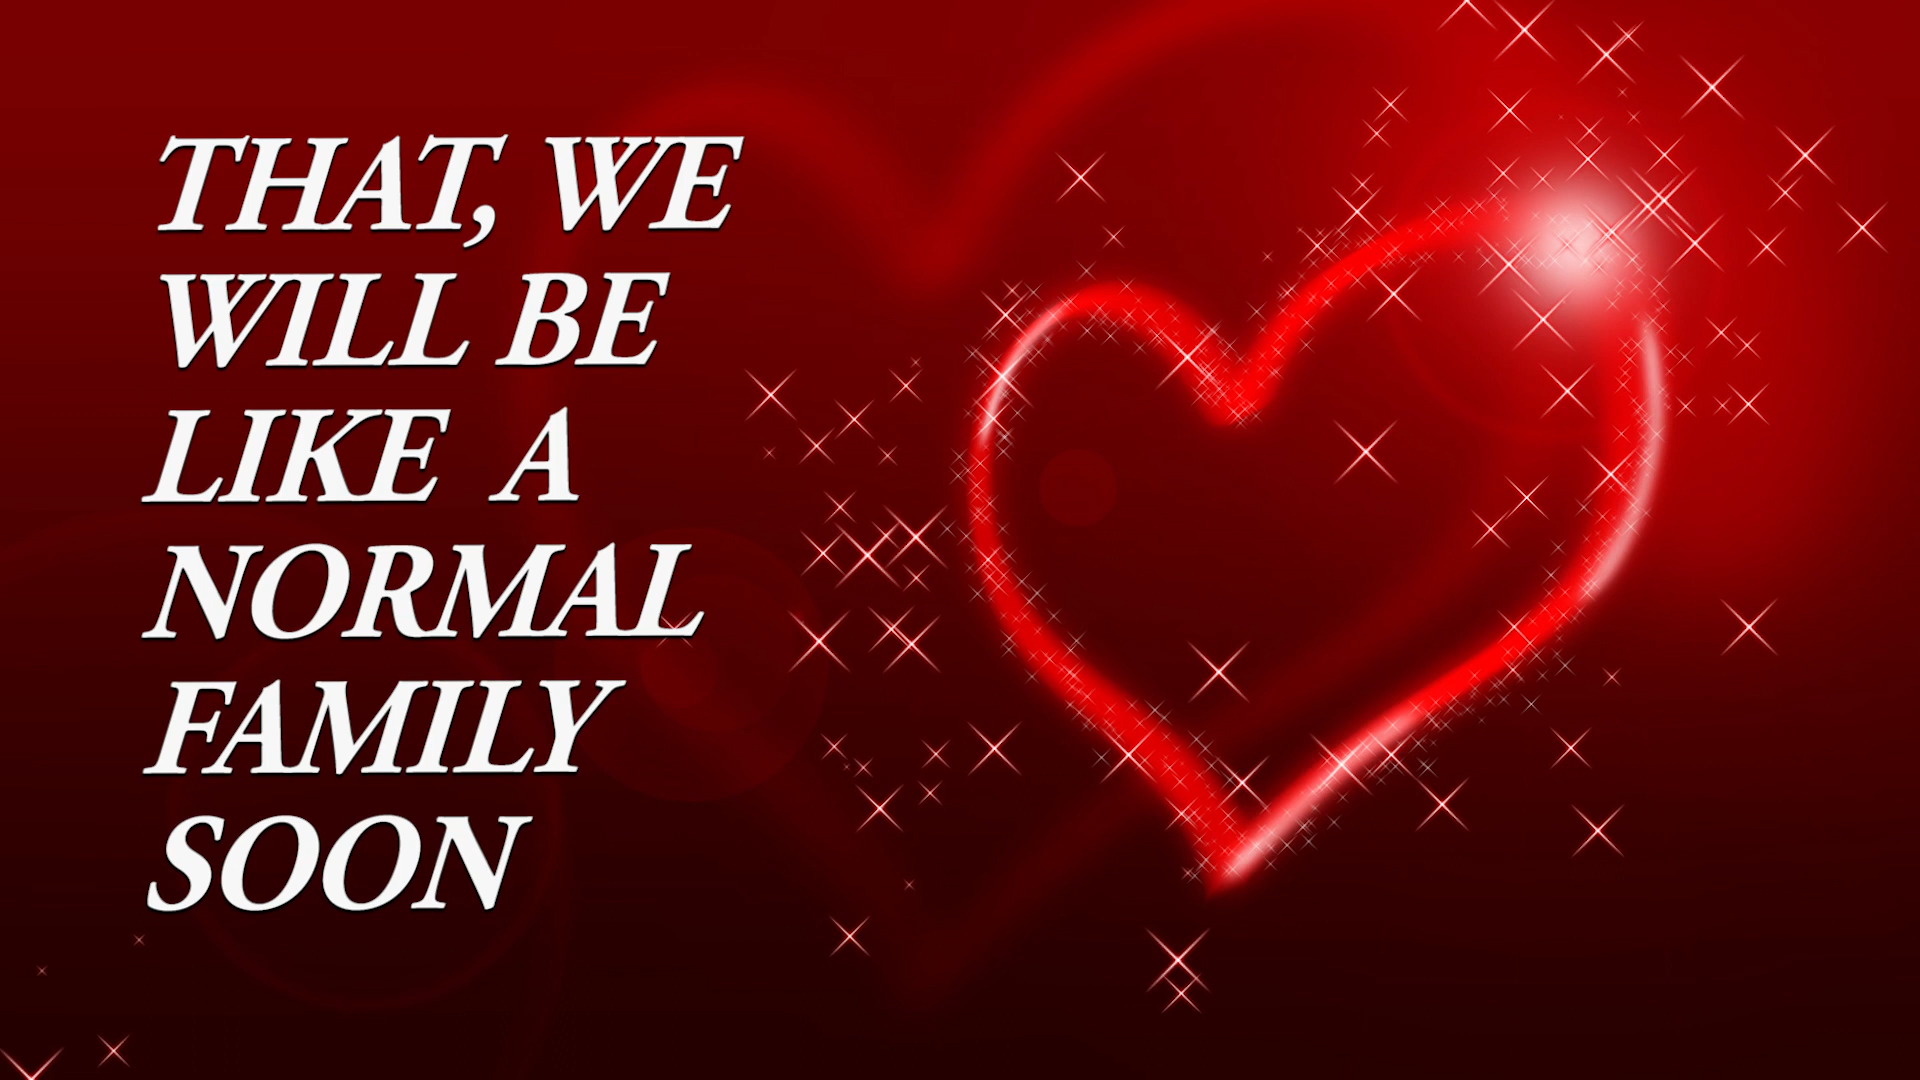 THAT, WE
WILL BE
LIKE A
NORMAL
FAMILY
SOON